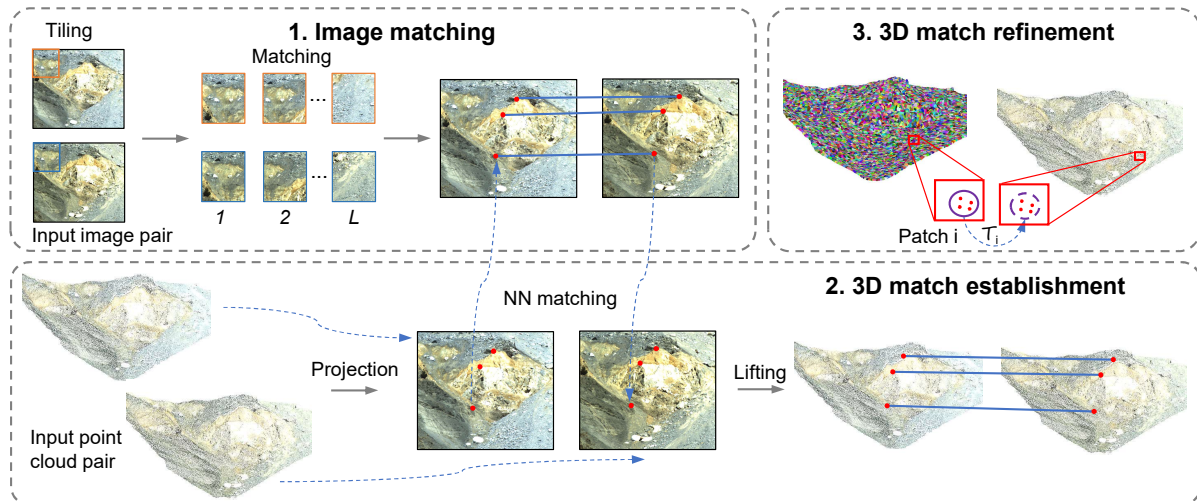 1. Image matching
Tiling
Matching
...
...
1 2 L
Input image pair
3. 3D match refinement
Patch i
Ti
2. 3D match establishment
NN matching
Projection
Lifting
Input point
cloud pair